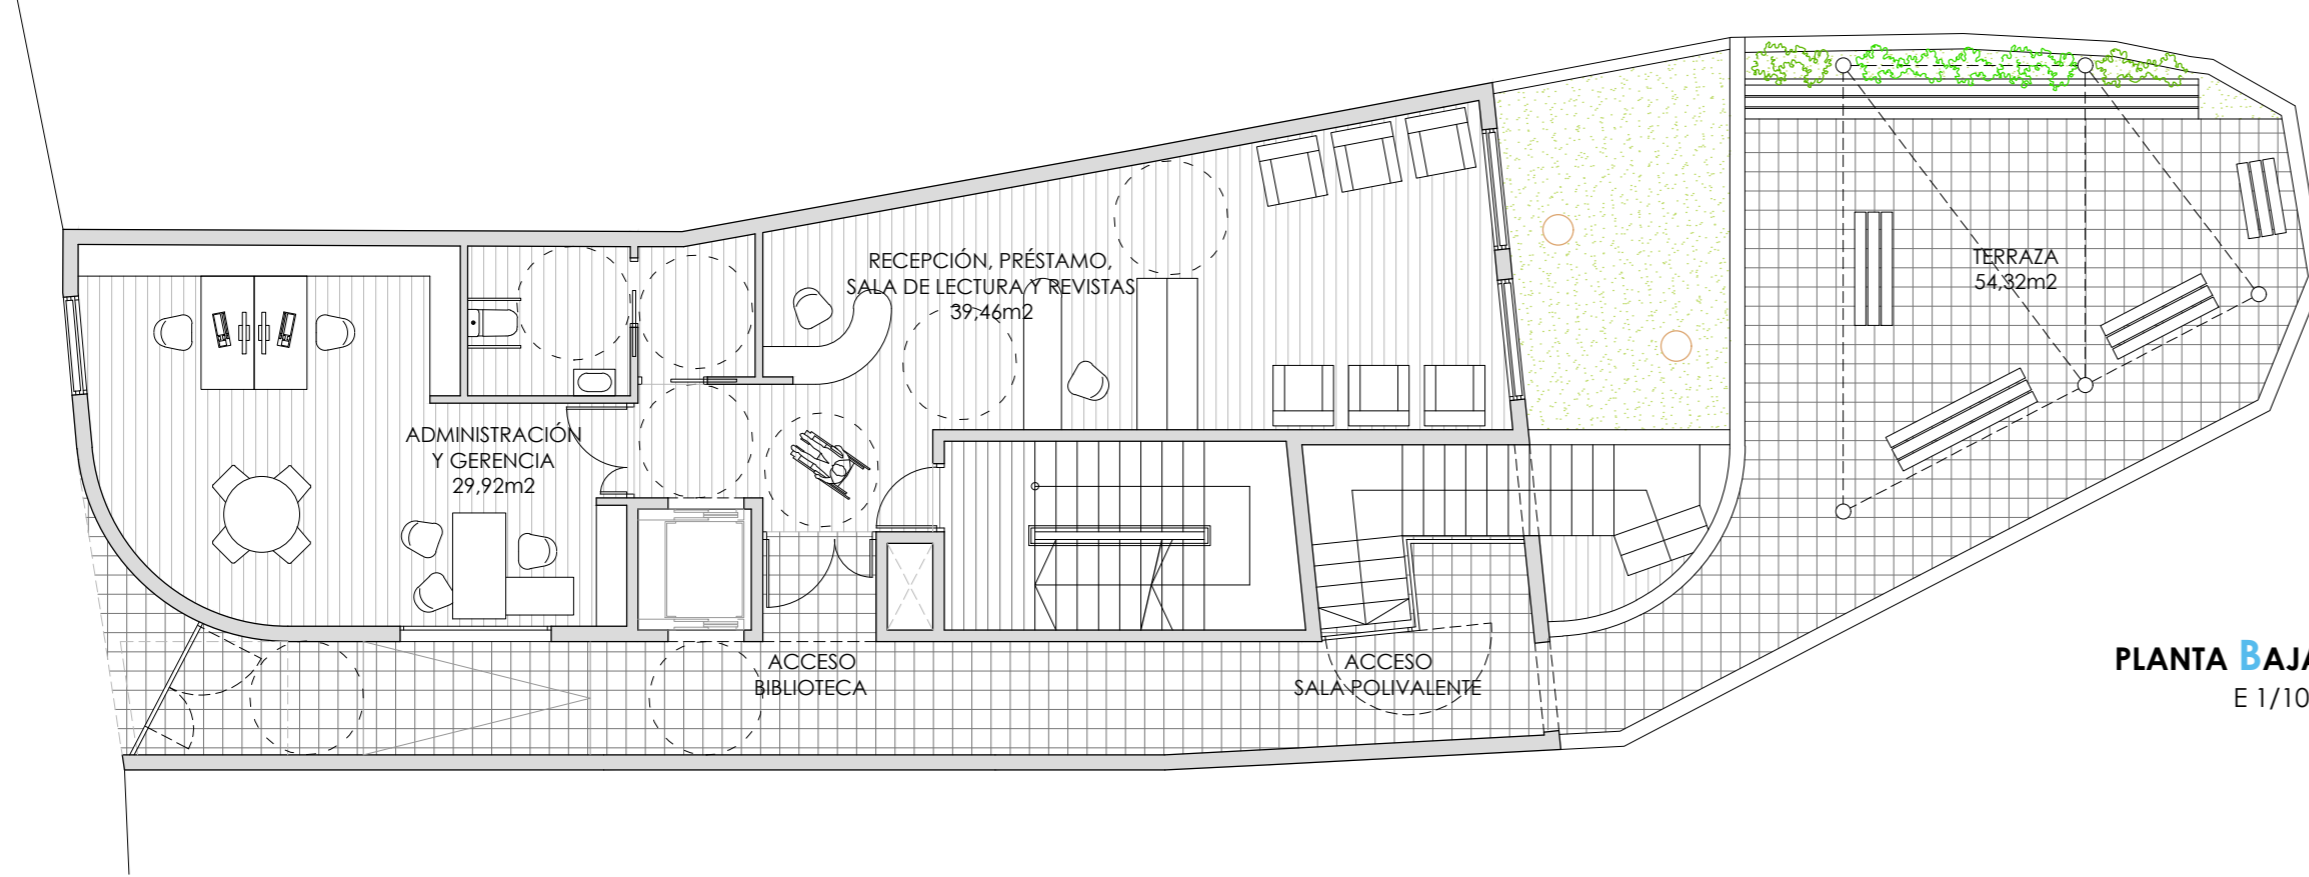 RECEPCIÓN, PRÉSTAMO,
SALA DE LECTURA Y REVISTAS
39,46m2
TERRAZA
54,32m2
ADMINISTRACIÓN
Y GERENCIA
29,92m2
ACCESO
BIBLIOTECA
ACCESO
SALA POLIVALENTE
PLANTA BAJA
E 1/10